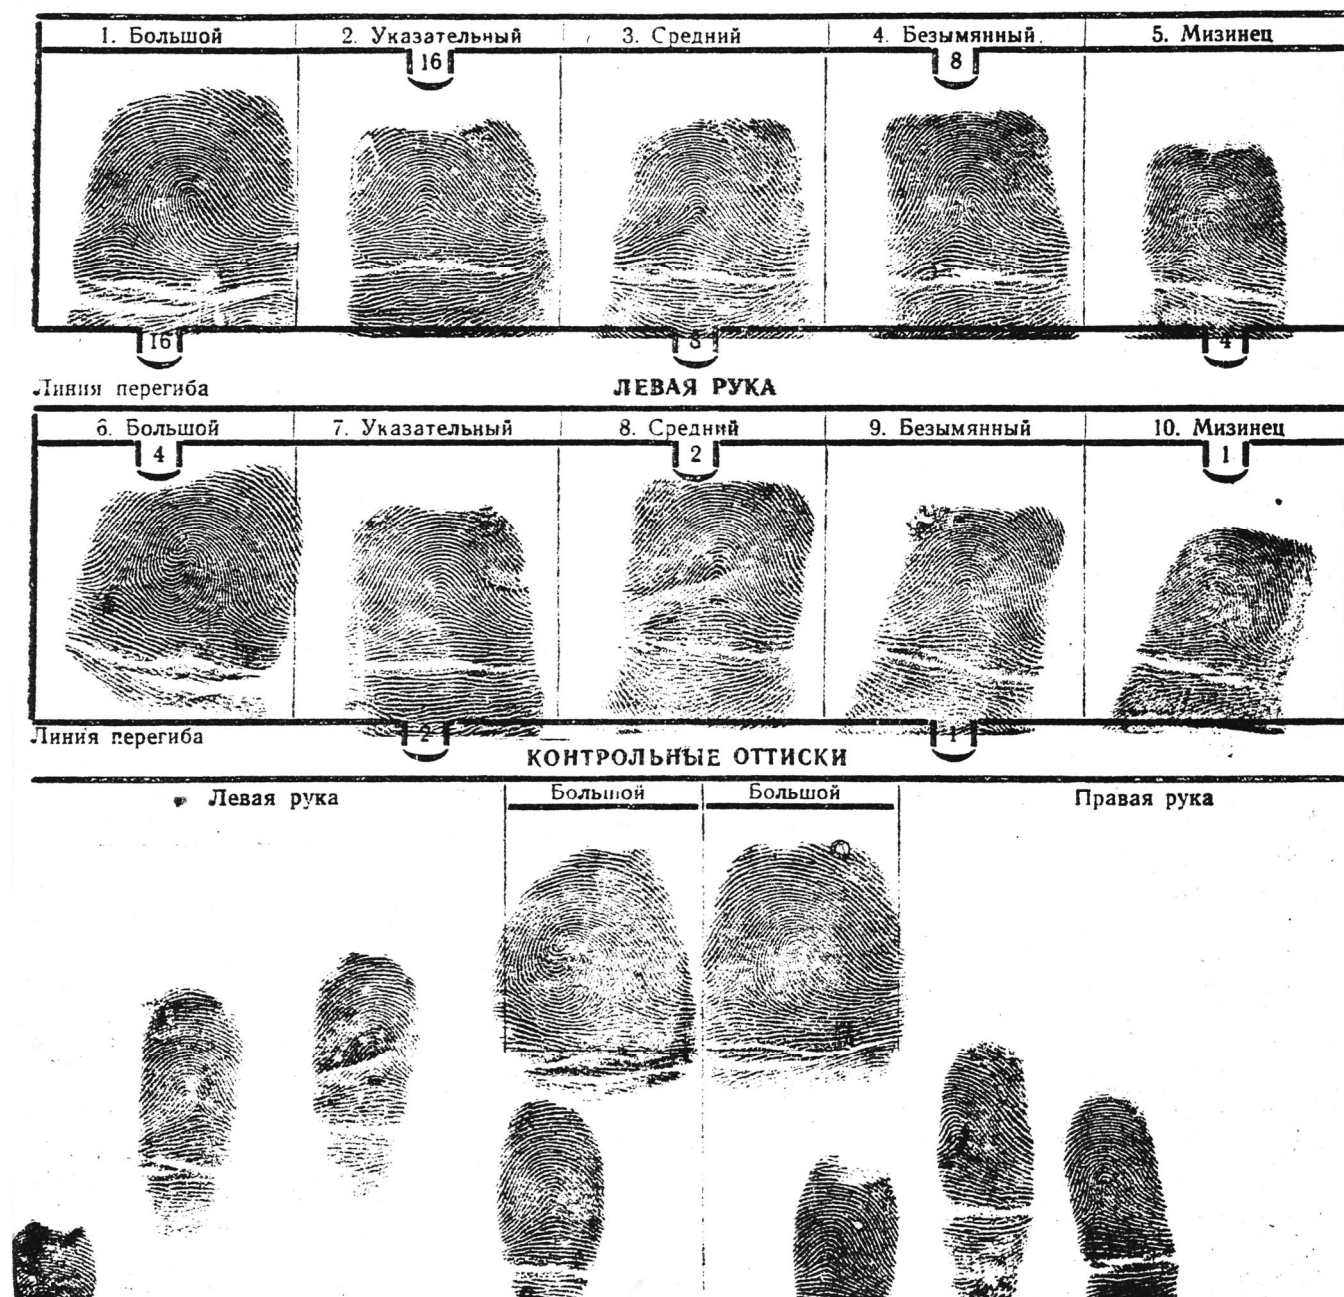 1. Большой 2. Указательный 3. Средний 4. Безымянный 5. Мизинец
16 8
16 8 4
Линия перегиба ЛЕВАЯ РУКА
6. Большой 7. Указательный 8. Средний 9. Безымянный 10. Мизинец
4 2 1
2 1
Линия перегиба
КОНТРОЛЬНЫЕ ОТТИСКИ
Левая рука Большой Большой Правая рука